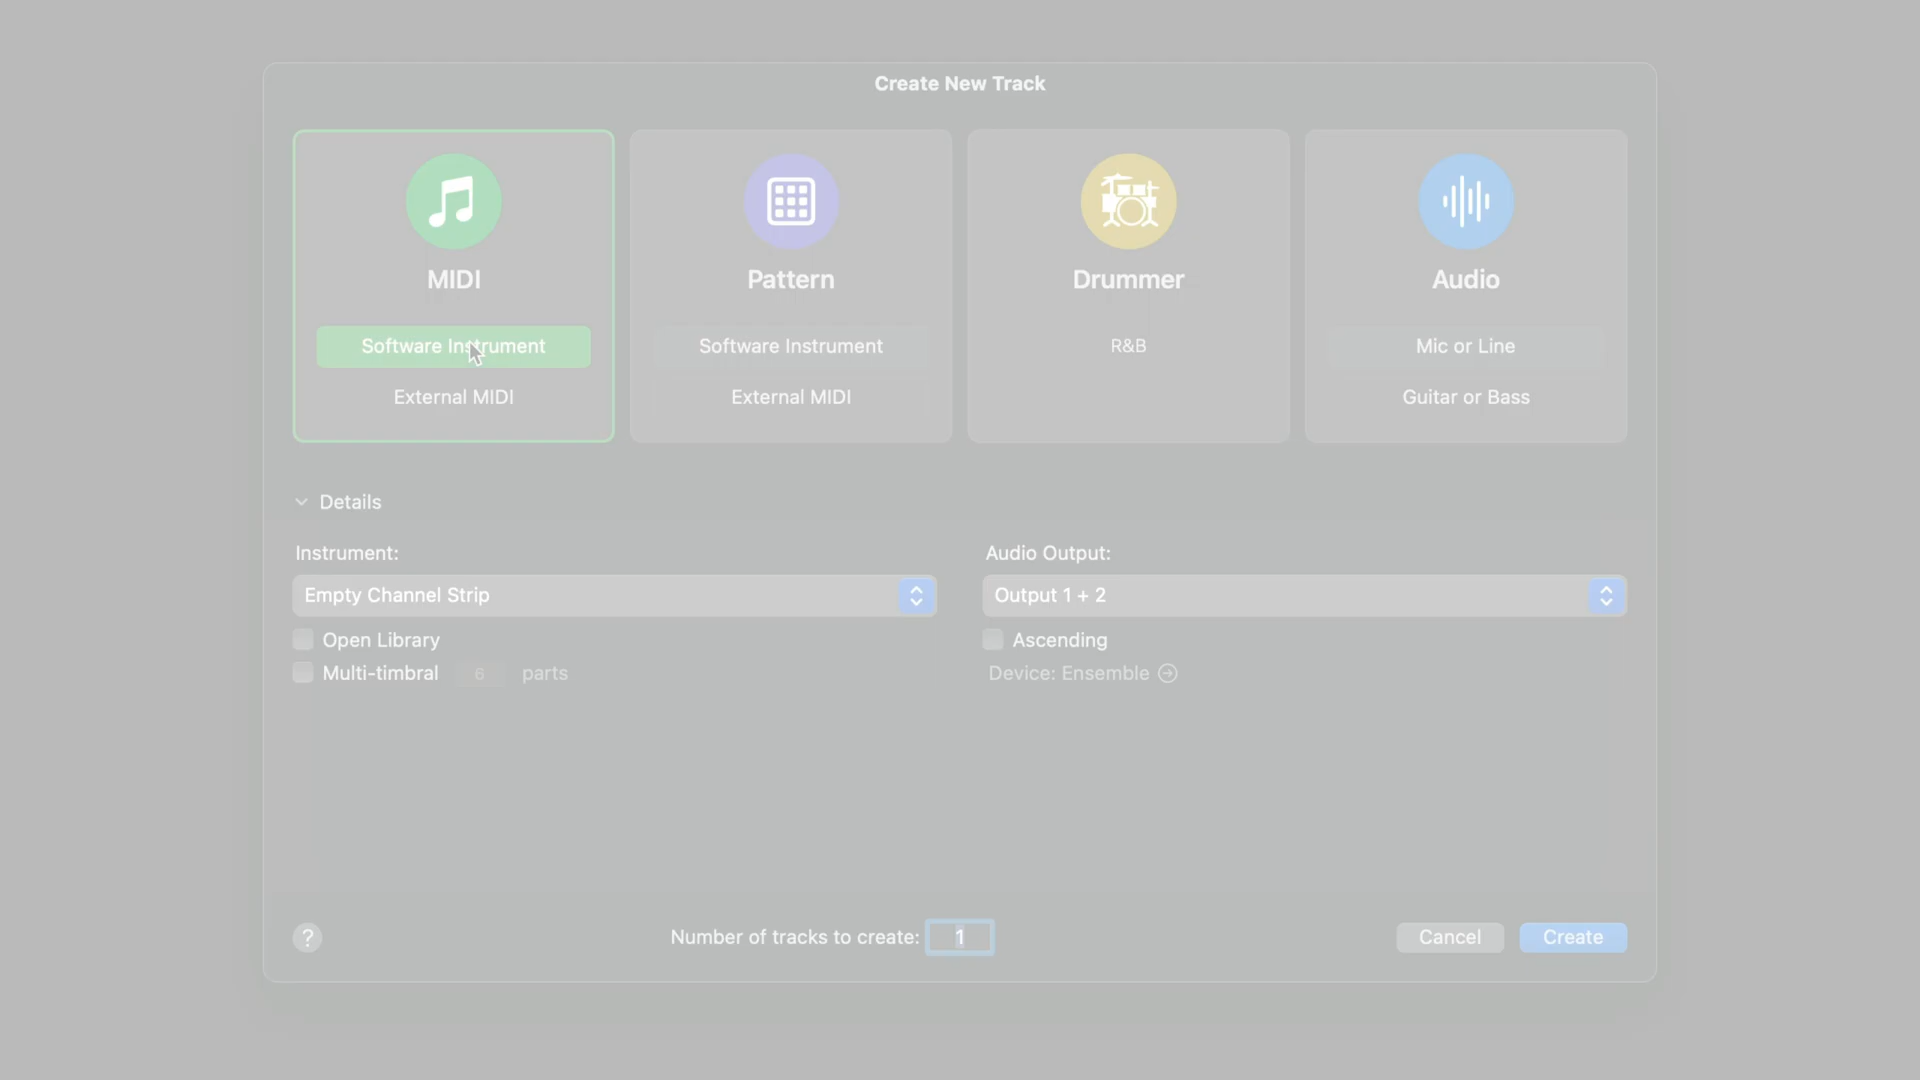 Create New Track
MIDI
Pattern
Drummer
Audio
Software Instrument
Software Instrument
R&B
Mic or Line
External MIDI
External MIDI
Guitar or Bass
Details
Instrument:
Audio Output:
Empty Channel Strip
Output 1 + 2
Open Library
Ascending
Multi-timbral 6 parts
Device: Ensemble
? Number of tracks to create: 1 Cancel Create